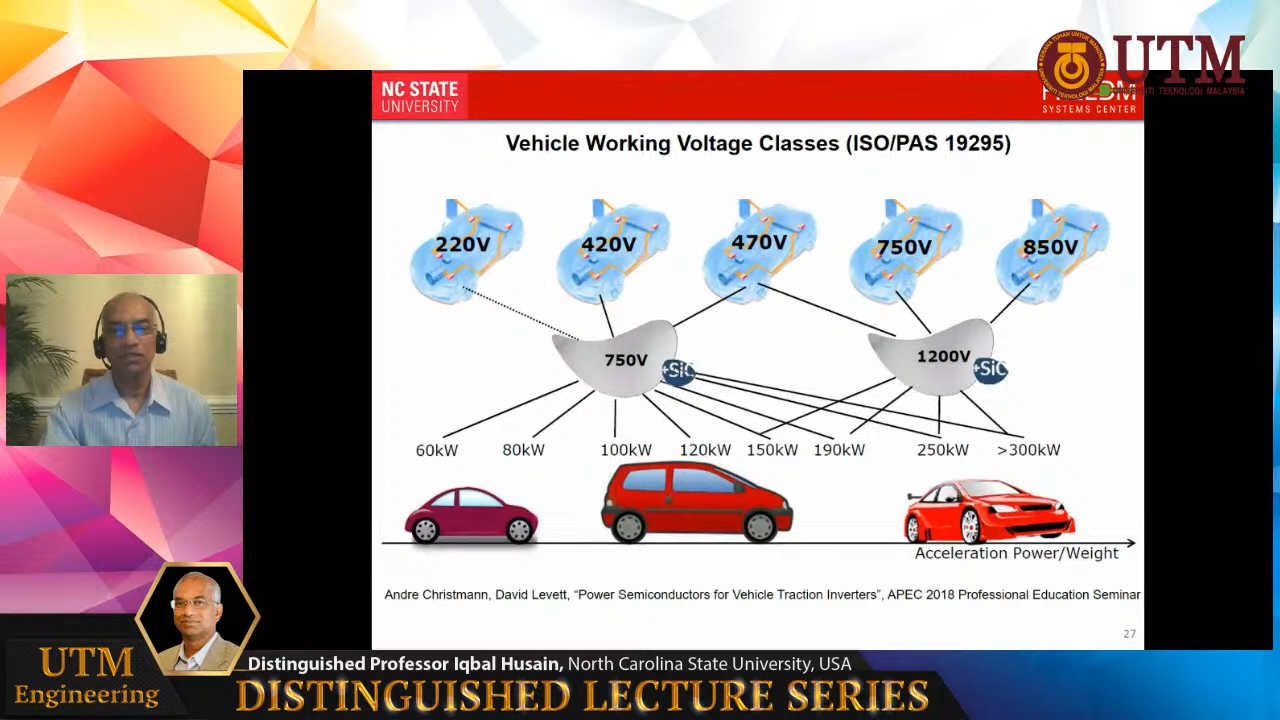 NC STATE
UNIVERSITY
UTM
UNIVERSITI TEKNOLOGI MALAYSIA
SYSTEMS CENTER
Vehicle Working Voltage Classes (ISO/PAS 19295)
220V 420V 470V 750V 850V
750V +SiC 1200V +SiC
60kW 80kW 100kW 120kW 150kW 190kW 250kW >300kW
Acceleration Power/Weight
Andre Christmann, David Levett, “Power Semiconductors for Vehicle Traction Inverters”, APEC 2018 Professional Education Seminar
27
UTM
Engineering
Distinguished Professor Iqbal Husain, North Carolina State University, USA
DISTINGUISHED LECTURE SERIES